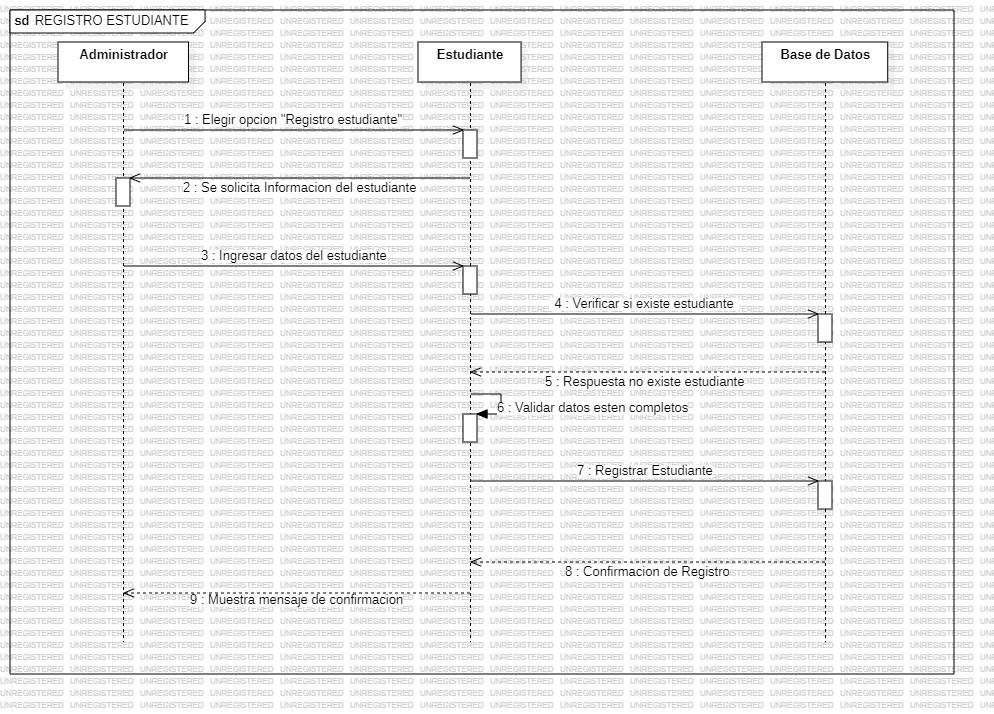 sd REGISTRO ESTUDIANTE
Administrador
Estudiante
Base de Datos
1 : Elegir opcion "Registro estudiante"
2 : Se solicita Informacion del estudiante
3 : Ingresar datos del estudiante
4 : Verificar si existe estudiante
5 : Respuesta no existe estudiante
6 : Validar datos esten completos
7 : Registrar Estudiante
8 : Confirmacion de Registro
9 : Muestra mensaje de confirmacion
UNREGISTERED